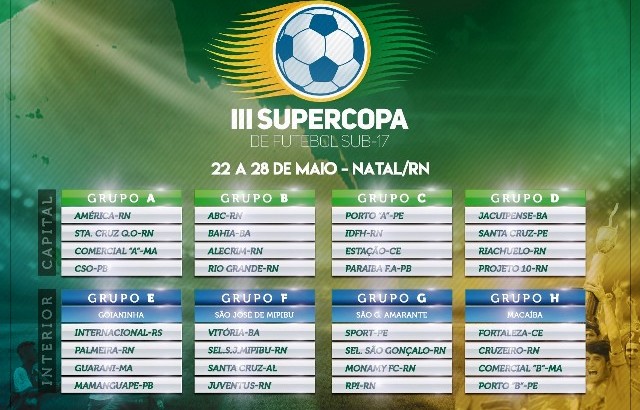 III SUPERCOPA
DE FUTEBOL SUB-17
22 A 28 DE MAIO - NATAL/RN
CAPITAL
GRUPO A
AMÉRICA-RN
STA. CRUZ Q.O-RN
COMERCIAL "A"-MA
CSO-PB
GRUPO B
ABC-RN
BAHIA-BA
ALECRIM-RN
RIO GRANDE-RN
GRUPO C
PORTO "A"-PE
IDFH-RN
ESTAÇÃO-CE
PARAIBA F.A-PB
GRUPO D
JACUIPENSE-BA
SANTA CRUZ-PE
RIACHUELO-RN
PROJETO 10-RN
INTERIOR
GRUPO E
GOIANINHA
INTERNACIONAL-RS
PALMEIRA-RN
GUARANI-MA
MAMANGUAPE-PB
GRUPO F
SÃO JOSÉ DE MIPIBU
VITÓRIA-BA
SEL.S.J.MIPIBU-RN
SANTA CRUZ-AL
JUVENTUS-RN
GRUPO G
SÃO G. AMARANTE
SPORT-PE
SEL. SÃO GONÇALO-RN
MONAMY FC-RN
RPI-RN
GRUPO H
MACAÍBA
FORTALEZA-CE
CRUZEIRO-RN
COMERCIAL "B"-MA
PORTO "B"-PE